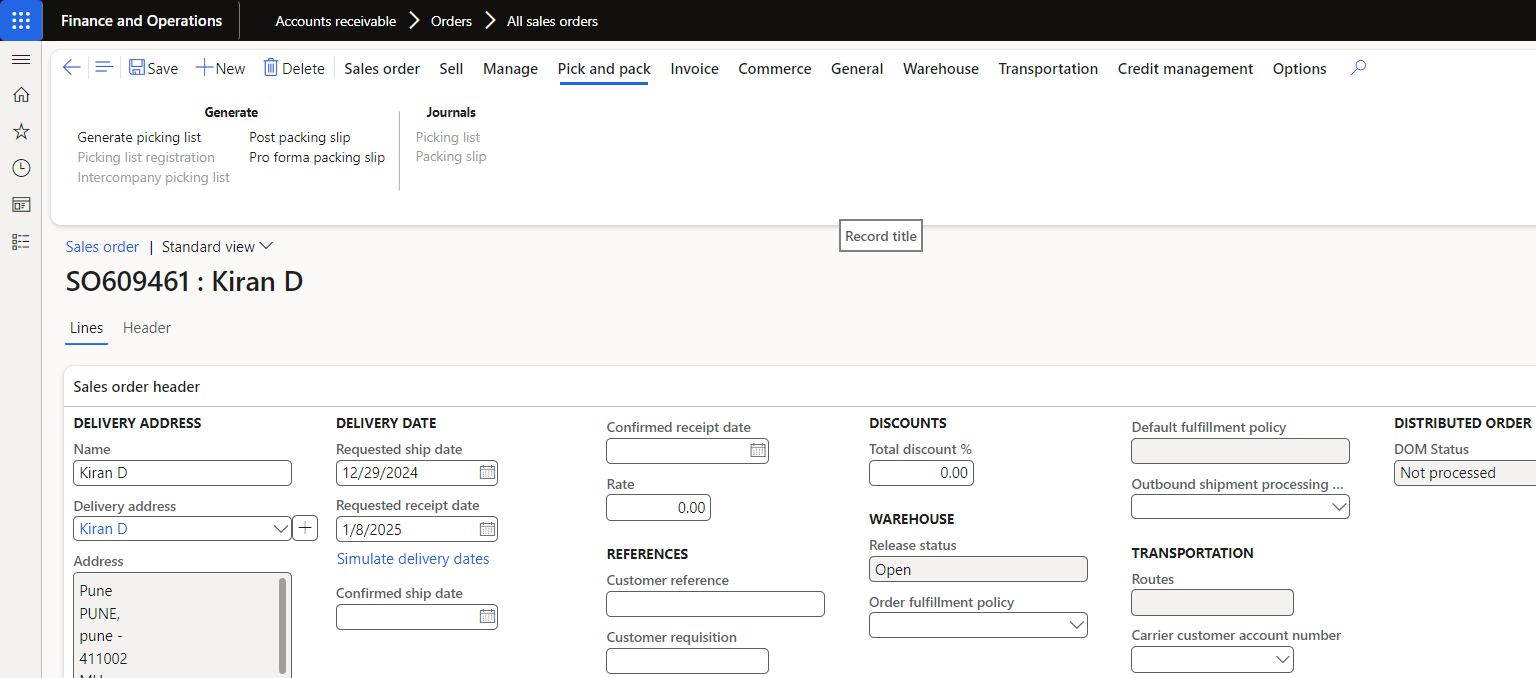 Finance and Operations
Accounts receivable
Orders
All sales orders
Save
New
Delete
Sales order
Sell
Manage
Pick and pack
Invoice
Commerce
General
Warehouse
Transportation
Credit management
Options
Generate
Generate picking list
Picking list registration
Intercompany picking list
Post packing slip
Pro forma packing slip
Journals
Picking list
Packing slip
Record title
Sales order | Standard view
SO609461 : Kiran D
Lines
Header
Sales order header
DELIVERY ADDRESS
Name
Kiran D
Delivery address
Kiran D
Address
Pune
PUNE,
pune -
411002
DELIVERY DATE
Requested ship date
12/29/2024
Requested receipt date
1/8/2025
Simulate delivery dates
Confirmed ship date
Confirmed receipt date
Rate
0.00
REFERENCES
Customer reference
Customer requisition
DISCOUNTS
Total discount %
0.00
WAREHOUSE
Release status
Open
Order fulfillment policy
Default fulfillment policy
Outbound shipment processing ...
TRANSPORTATION
Routes
Carrier customer account number
DISTRIBUTED ORDER
DOM Status
Not processed